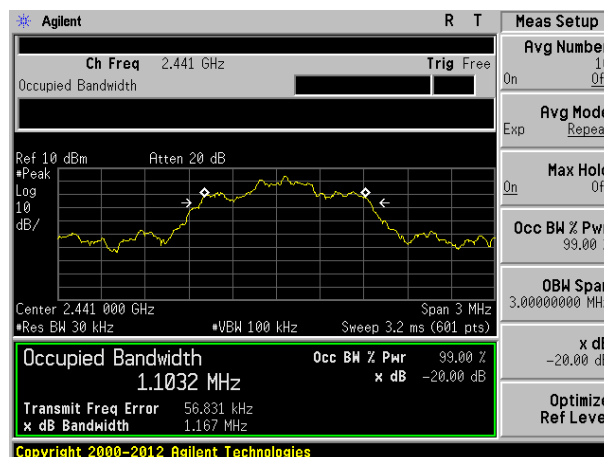 Agilent R T
Meas Setup
Ch Freq 2.441 GHz Trig Free
Occupied Bandwidth
Ref 10 dBm Atten 20 dB
#Peak
Log
10
dB/
Center 2.441 000 GHz Span 3 MHz
#Res BW 30 kHz #VBW 100 kHz Sweep 3.2 ms (601 pts)
Occupied Bandwidth
1.1032 MHz
Occ BW % Pwr 99.00 %
x dB -20.00 dB
Transmit Freq Error 56.831 kHz
x dB Bandwidth 1.167 MHz
Avg Number
On
Avg Mode
Exp Repeat
Max Hold
On
Occ BW % Pwr
99.00
OBW Span
3.00000000 MHz
x dB
-20.00 dB
Optimize
Ref Level
Copyright 2000-2012 Agilent Technologies